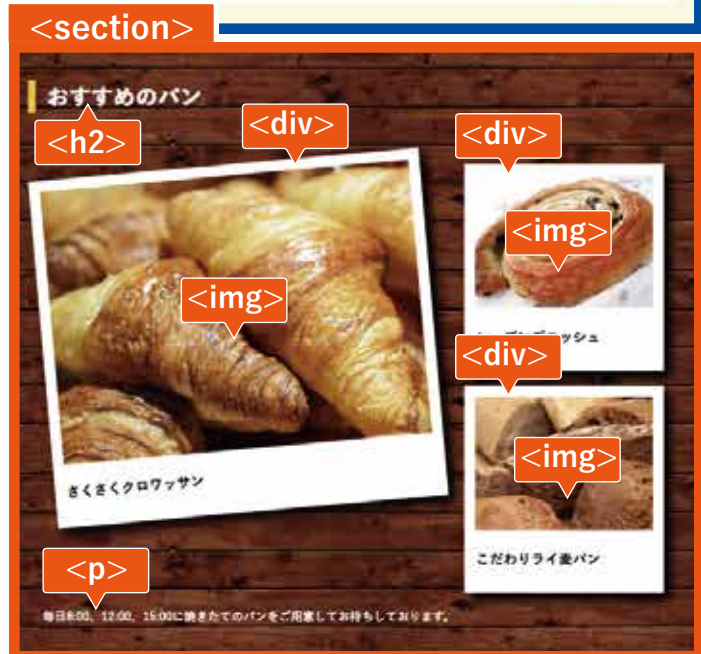 <section>
おすすめのパン
<h2>
<div>
<div>
<img>
<img>
ッシュ
<div>
<img>
さくさくクロワッサン
こだわりライ麦パン
<p>
毎日8:00、12:00、15:00に焼きたてのパンをご用意してお待ちしております。